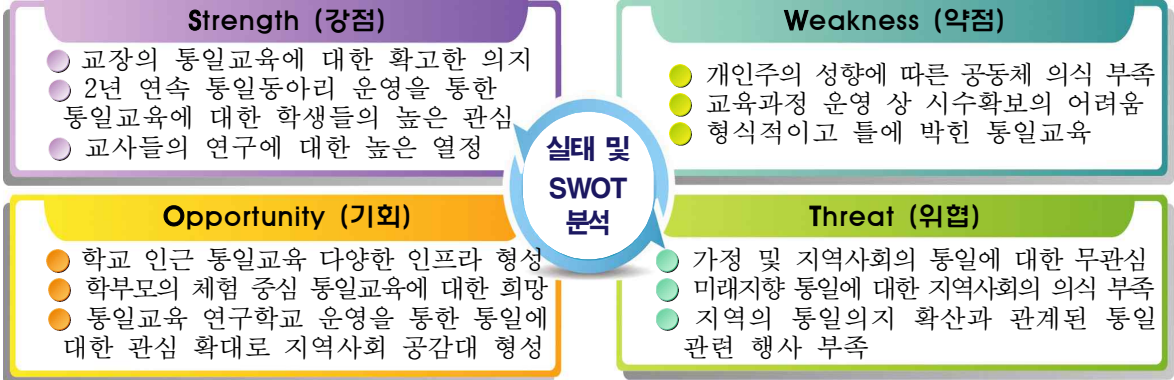 Strength (강점)
교장의 통일교육에 대한 확고한 의지
2년 연속 통일동아리 운영을 통한
통일교육에 대한 학생들의 높은 관심
교사들의 연구에 대한 높은 열정
Weakness (약점)
개인주의 성향에 따른 공동체 의식 부족
교육과정 운영 상 시수확보의 어려움
형식적이고 틀에 박힌 통일교육
실태 및
SWOT
분석
Opportunity (기회)
학교 인근 통일교육 다양한 인프라 형성
학부모의 체험 중심 통일교육에 대한 희망
통일교육 연구학교 운영을 통한 통일에
대한 관심 확대로 지역사회 공감대 형성
Threat (위협)
가정 및 지역사회의 통일에 대한 무관심
미래지향 통일에 대한 지역사회의 의식 부족
지역의 통일의지 확산과 관계된 통일
관련 행사 부족